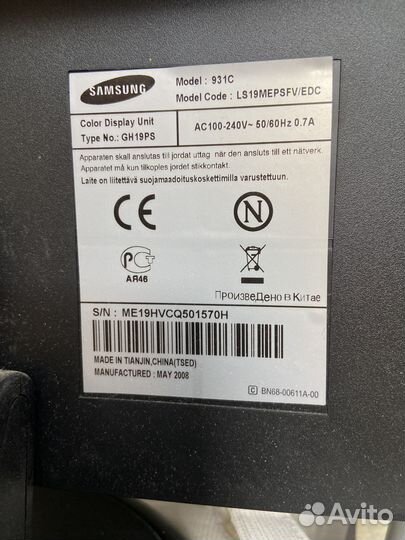 SAMSUNG
Model : 931C
Model Code : LS19MEPSFV/EDC
Color Display Unit
Type No.: GH19PS
AC100-240V~ 50/60Hz 0.7A
Apparaten skall anslutas till jordat uttag när den ansluts till ett nätverk.
Apparatet må kun tilkoples jordet stikkontakt.
Laite on liitettävä suojamaadoituskoskettimilla varustettuun.
CE
N
РСТ
АЯ46
ПроизвеДено в Китае
S/N : ME19HVCQ501570H
MADE IN TIANJIN,CHINA(TSED)
MANUFACTURED : MAY 2008
C BN68-00611A-00
Avito